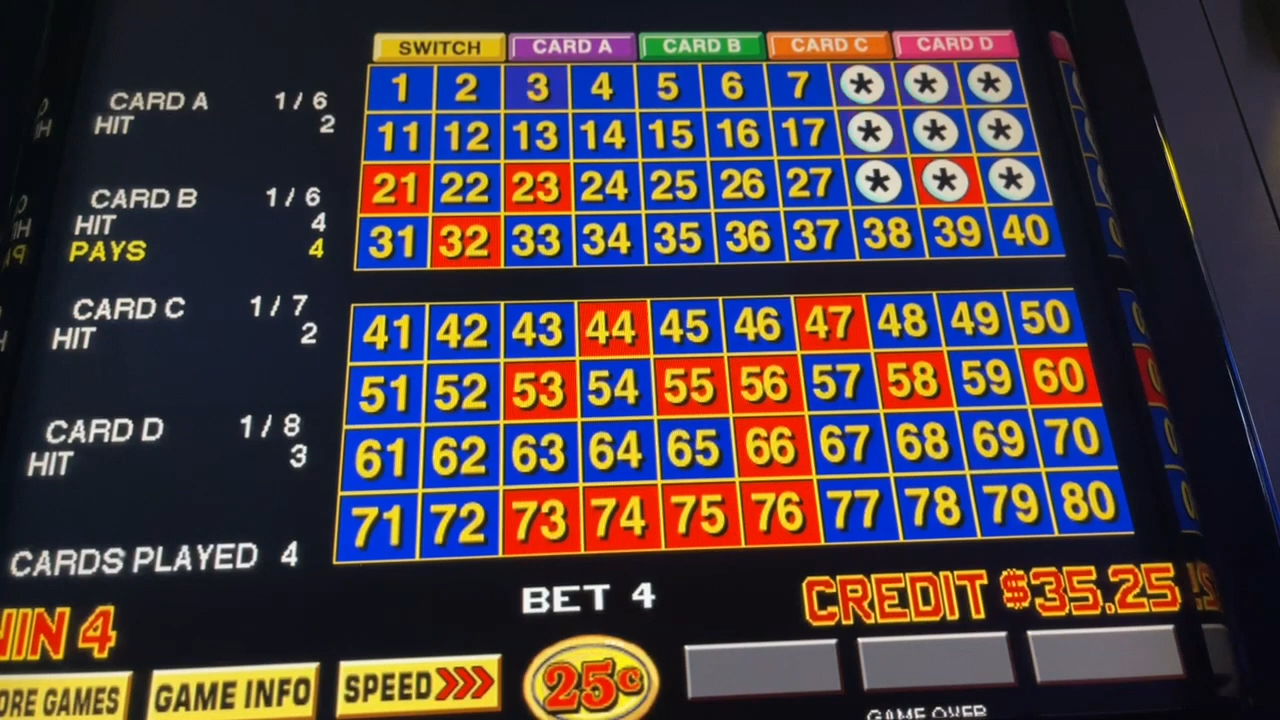 SWITCH CARD A CARD B CARD C CARD D
CARD A 1/6
HIT 2
CARD B 1/6
HIT 4
PAYS 4
CARD C 1/7
HIT 2
CARD D 1/8
HIT 3
CARDS PLAYED 4
1 2 3 4 5 6 7 * * *
11 12 13 14 15 16 17 * * *
21 22 23 24 25 26 27 * * *
31 32 33 34 35 36 37 38 39 40
41 42 43 44 45 46 47 48 49 50
51 52 53 54 55 56 57 58 59 60
61 62 63 64 65 66 67 68 69 70
71 72 73 74 75 76 77 78 79 80
WIN 4
BET 4
CREDIT $35.25
ORE GAMES
GAME INFO
SPEED
25¢
GAME OVER